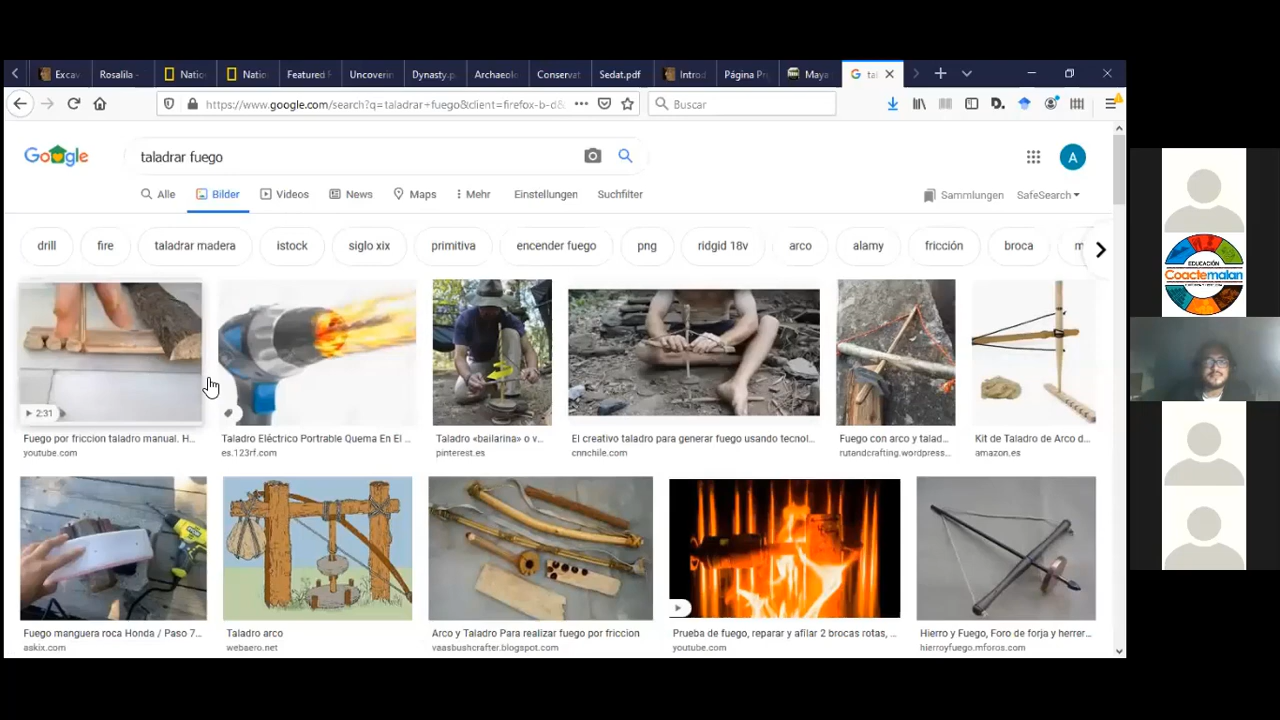 Excav
Rosalila -
Natio
Natio
Featured
Uncoverin
Dynasty.p
Archaeolo
Conservat
Sedat.pdf
Introd
Página Pr
Maya
G
https://www.google.com/search?q=taladrar+fuego&client=firefox-b-d&
Buscar
Google
taladrar fuego
A
Alle
Bilder
Videos
News
Maps
Mehr
Einstellungen
Suchfilter
Sammlungen
SafeSearch
drill
fire
taladrar madera
istock
siglo xix
primitiva
encender fuego
png
ridgid 18v
arco
alamy
fricción
broca
m
2:31
Fuego por friccion taladro manual. H...
youtube.com
Taladro Eléctrico Portable Quema En El ...
es.123rf.com
Taladro «bailarina» o v...
pinterest.es
El creativo taladro para generar fuego usando tecnol...
cnnchile.com
Fuego con arco y talad...
rutandcrafting.wordpress...
Kit de Taladro de Arco d...
amazon.es
Fuego manguera roca Honda / Paso 7...
askix.com
Taladro arco
webaero.net
Arco y Taladro Para realizar fuego por friccion
vaasbushcrafter.blogspot.com
Prueba de fuego, reparar y afilar 2 brocas rotas, ...
youtube.com
Hierro y Fuego, Foro de forja y herrer...
hierroyfuego.mforos.com
EDUCACIÓN
Coactemalan